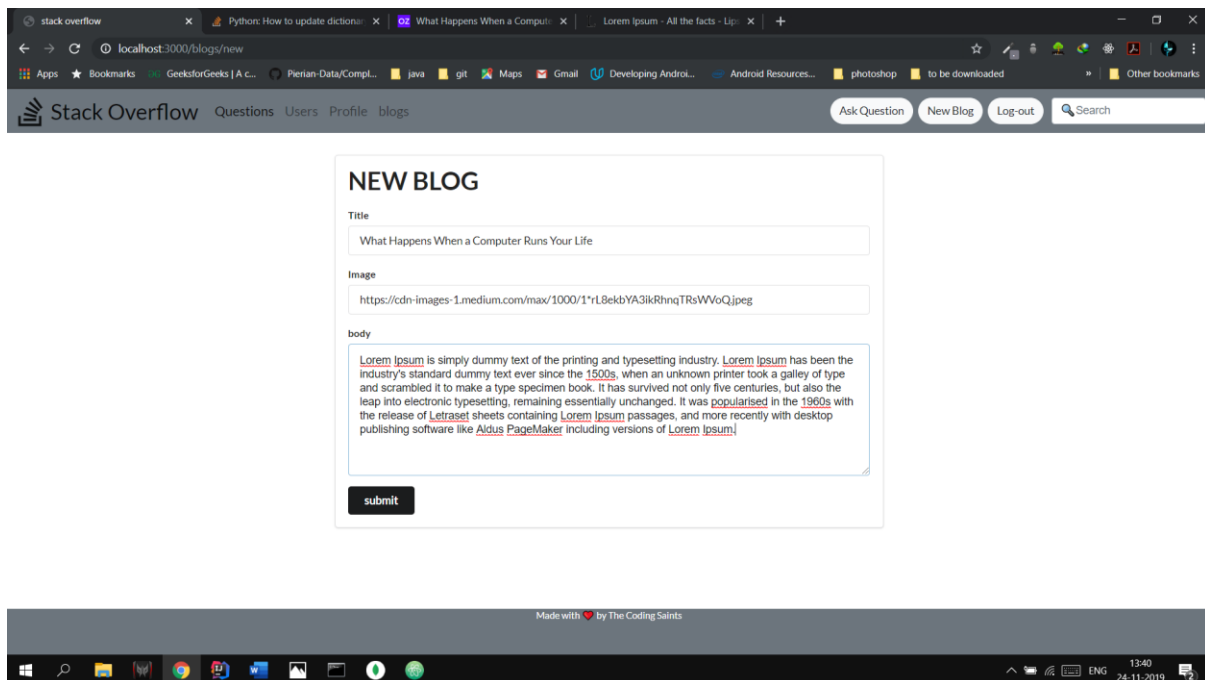 stack overflow
Python: How to update dictionar
OZ What Happens When a Compute
Lorem Ipsum - All the facts - Lip
localhost:3000/blogs/new
Apps Bookmarks GeeksforGeeks | A c... Pierian-Data/Compl... java git Maps Gmail Developing Androi... Android Resources... photoshop to be downloaded » Other bookmarks
Stack Overflow Questions Users Profile blogs Ask Question New Blog Log-out Search
NEW BLOG
Title
What Happens When a Computer Runs Your Life
Image
https://cdn-images-1.medium.com/max/1000/1*rL8ekbYA3ikRhnqTRsWVoQ.jpeg
body
Lorem Ipsum is simply dummy text of the printing and typesetting industry. Lorem Ipsum has been the
industry's standard dummy text ever since the 1500s, when an unknown printer took a galley of type
and scrambled it to make a type specimen book. It has survived not only five centuries, but also the
leap into electronic typesetting, remaining essentially unchanged. It was popularised in the 1960s with
the release of Letraset sheets containing Lorem Ipsum passages, and more recently with desktop
publishing software like Aldus PageMaker including versions of Lorem Ipsum.
submit
Made with ❤ by The Coding Saints
ENG
13:40
24-11-2019